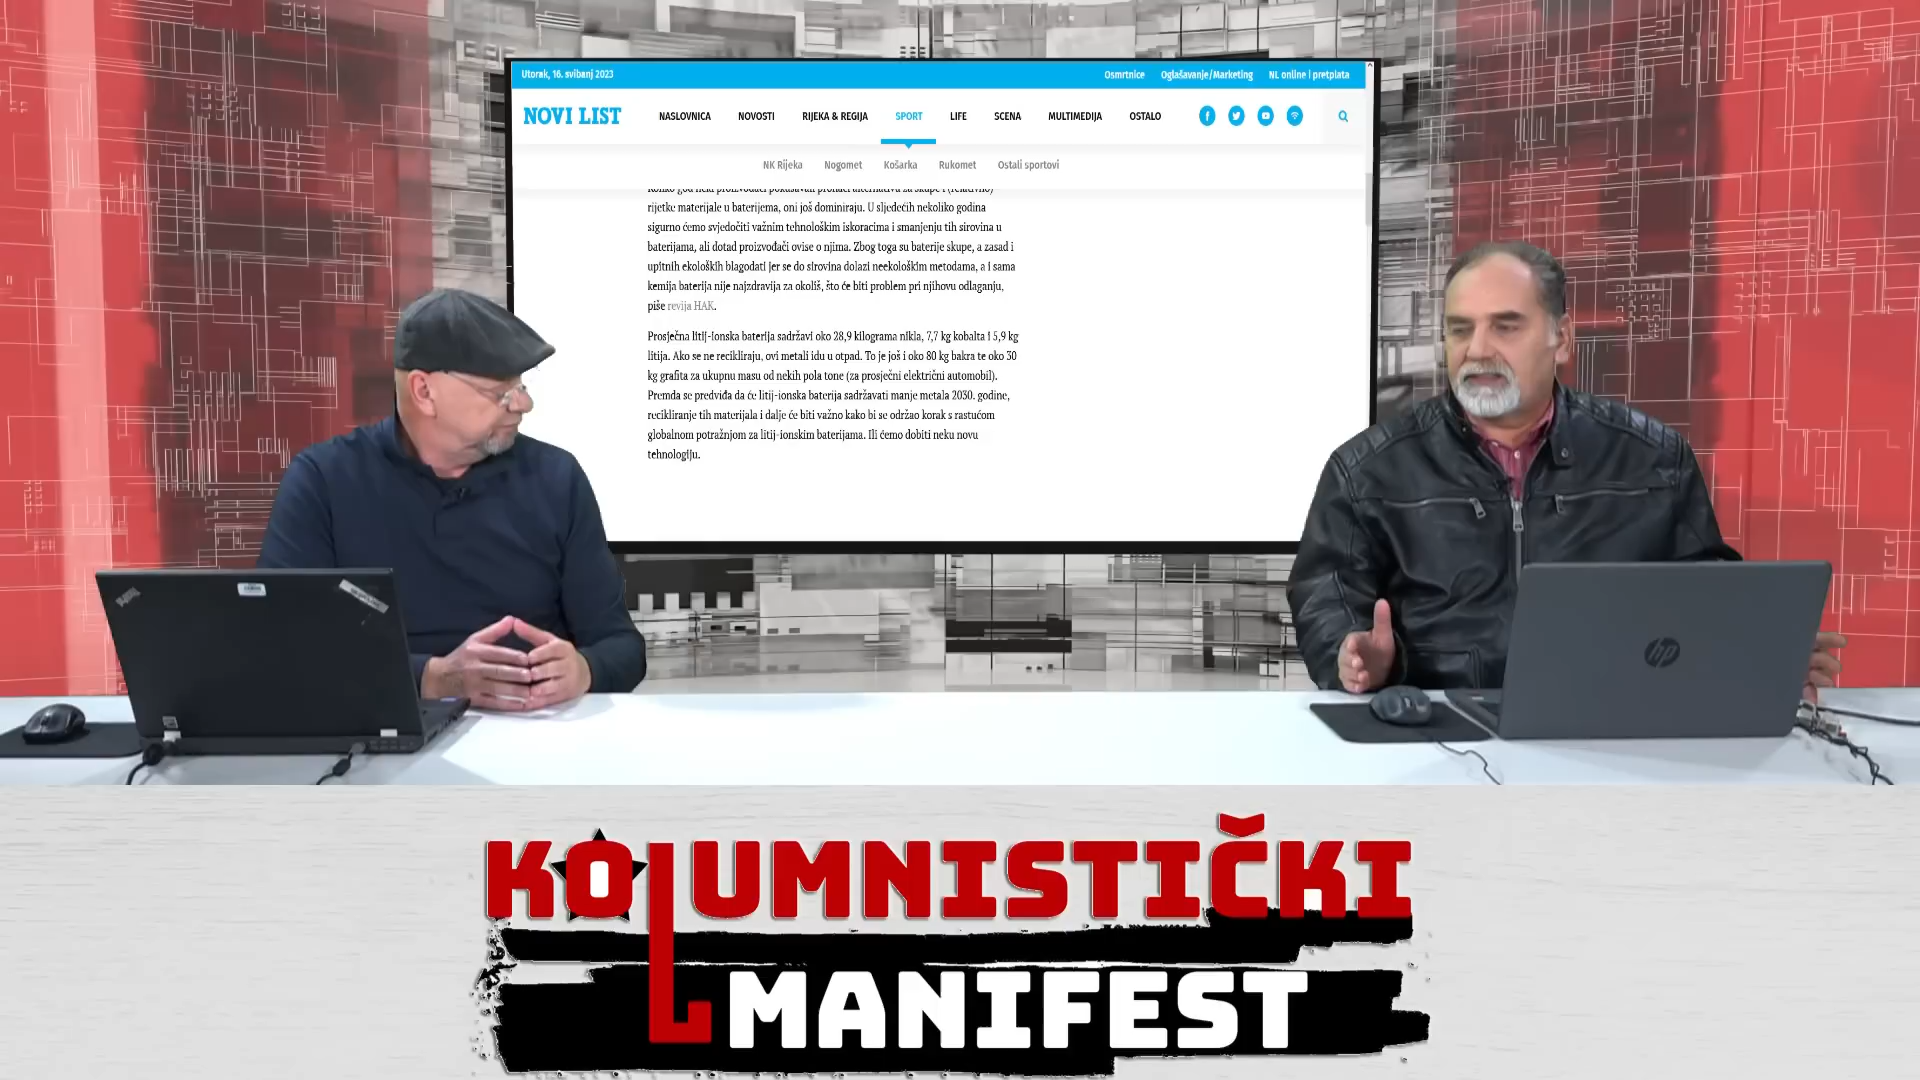 Utorak, 16. svibanj 2023
Osmrtnice Oglašavanje/Marketing NL online i pretplata
NOVI LIST NASLOVNICA NOVOSTI RIJEKA & REGIJA SPORT LIFE SCENA MULTIMEDIJA OSTALO
NK Rijeka Nogomet Košarka Rukomet Ostali sportovi
rijetke materijale u baterijema, oni još dominiraju. U sljedećih nekoliko godina
sigurno ćemo svjedočiti važnim tehnološkim iskoracima i smanjenju tih sirovina u
baterijama, ali dotad proizvođači ovise o njima. Zbog toga su baterije skupe, a zasad i
upitnih ekoloških blagodati jer se do sirovina dolazi neekološkim metodama, a i sama
kemija baterija nije najzdravija za okoliš, što će biti problem pri njihovu odlaganju,
piše revija HAK.
Prosječna litij-ionska baterija sadržavi oko 28,9 kilograma nikla, 7,7 kg kobalta i 5,9 kg
litija. Ako se ne recikliraju, ovi metali idu u otpad. To je još i oko 80 kg bakra te oko 30
kg grafita za ukupnu masu od nekih pola tone (za prosječni električni automobil).
Premda se predviđa da će litij-ionska baterija sadržavati manje metala 2030. godine,
recikliranje tih materijala i dalje će biti važno kako bi se održao korak s rastućom
globalnom potražnjom za litij-ionskim baterijama. Ili ćemo dobiti neku novu
tehnologiju.
hp
KOLUMNISTIČKI
MANIFEST